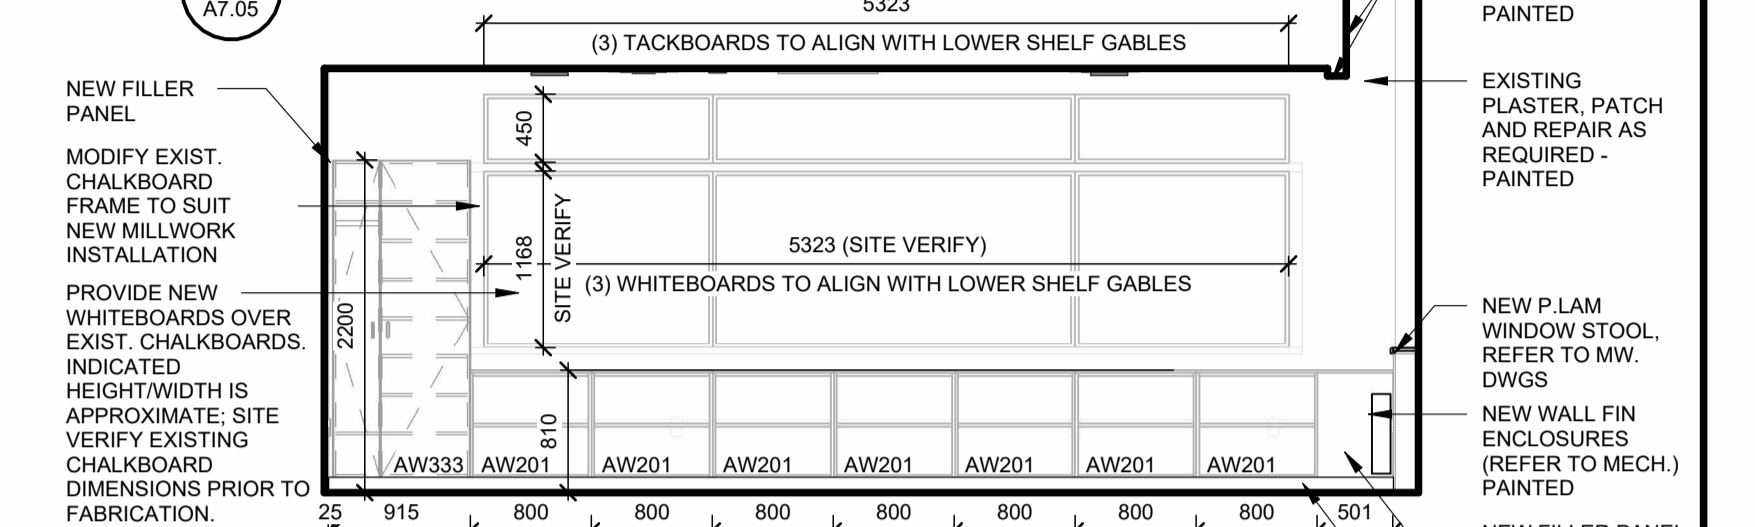 A7.05
5323
(3) TACKBOARDS TO ALIGN WITH LOWER SHELF GABLES
PAINTED
NEW FILLER
PANEL
MODIFY EXIST.
CHALKBOARD
FRAME TO SUIT
NEW MILLWORK
INSTALLATION
PROVIDE NEW
WHITEBOARDS OVER
EXIST. CHALKBOARDS.
INDICATED
HEIGHT/WIDTH IS
APPROXIMATE; SITE
VERIFY EXISTING
CHALKBOARD
DIMENSIONS PRIOR TO
FABRICATION.
450
1168
SITE VERIFY
5323 (SITE VERIFY)
(3) WHITEBOARDS TO ALIGN WITH LOWER SHELF GABLES
2200
810
AW333 AW201 AW201 AW201 AW201 AW201 AW201 AW201
25 915 800 800 800 800 800 800 800 501
EXISTING
PLASTER, PATCH
AND REPAIR AS
REQUIRED -
PAINTED
NEW P.LAM
WINDOW STOOL,
REFER TO MW.
DWGS
NEW WALL FIN
ENCLOSURES
(REFER TO MECH.)
PAINTED
NEW FILLER PANEL